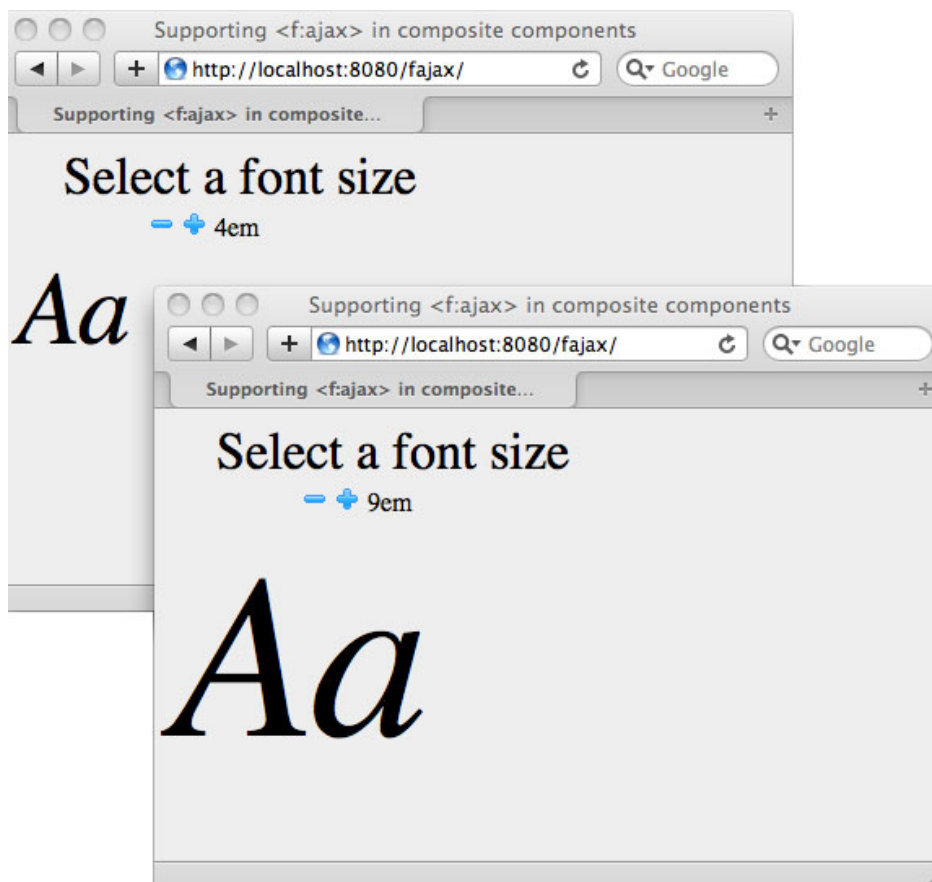 Supporting <f:ajax> in composite components
http://localhost:8080/fajax/
Google
Supporting <f:ajax> in composite...
Select a font size
4em
Aa
Supporting <f:ajax> in composite components
http://localhost:8080/fajax/
Google
Supporting <f:ajax> in composite...
Select a font size
9em
Aa